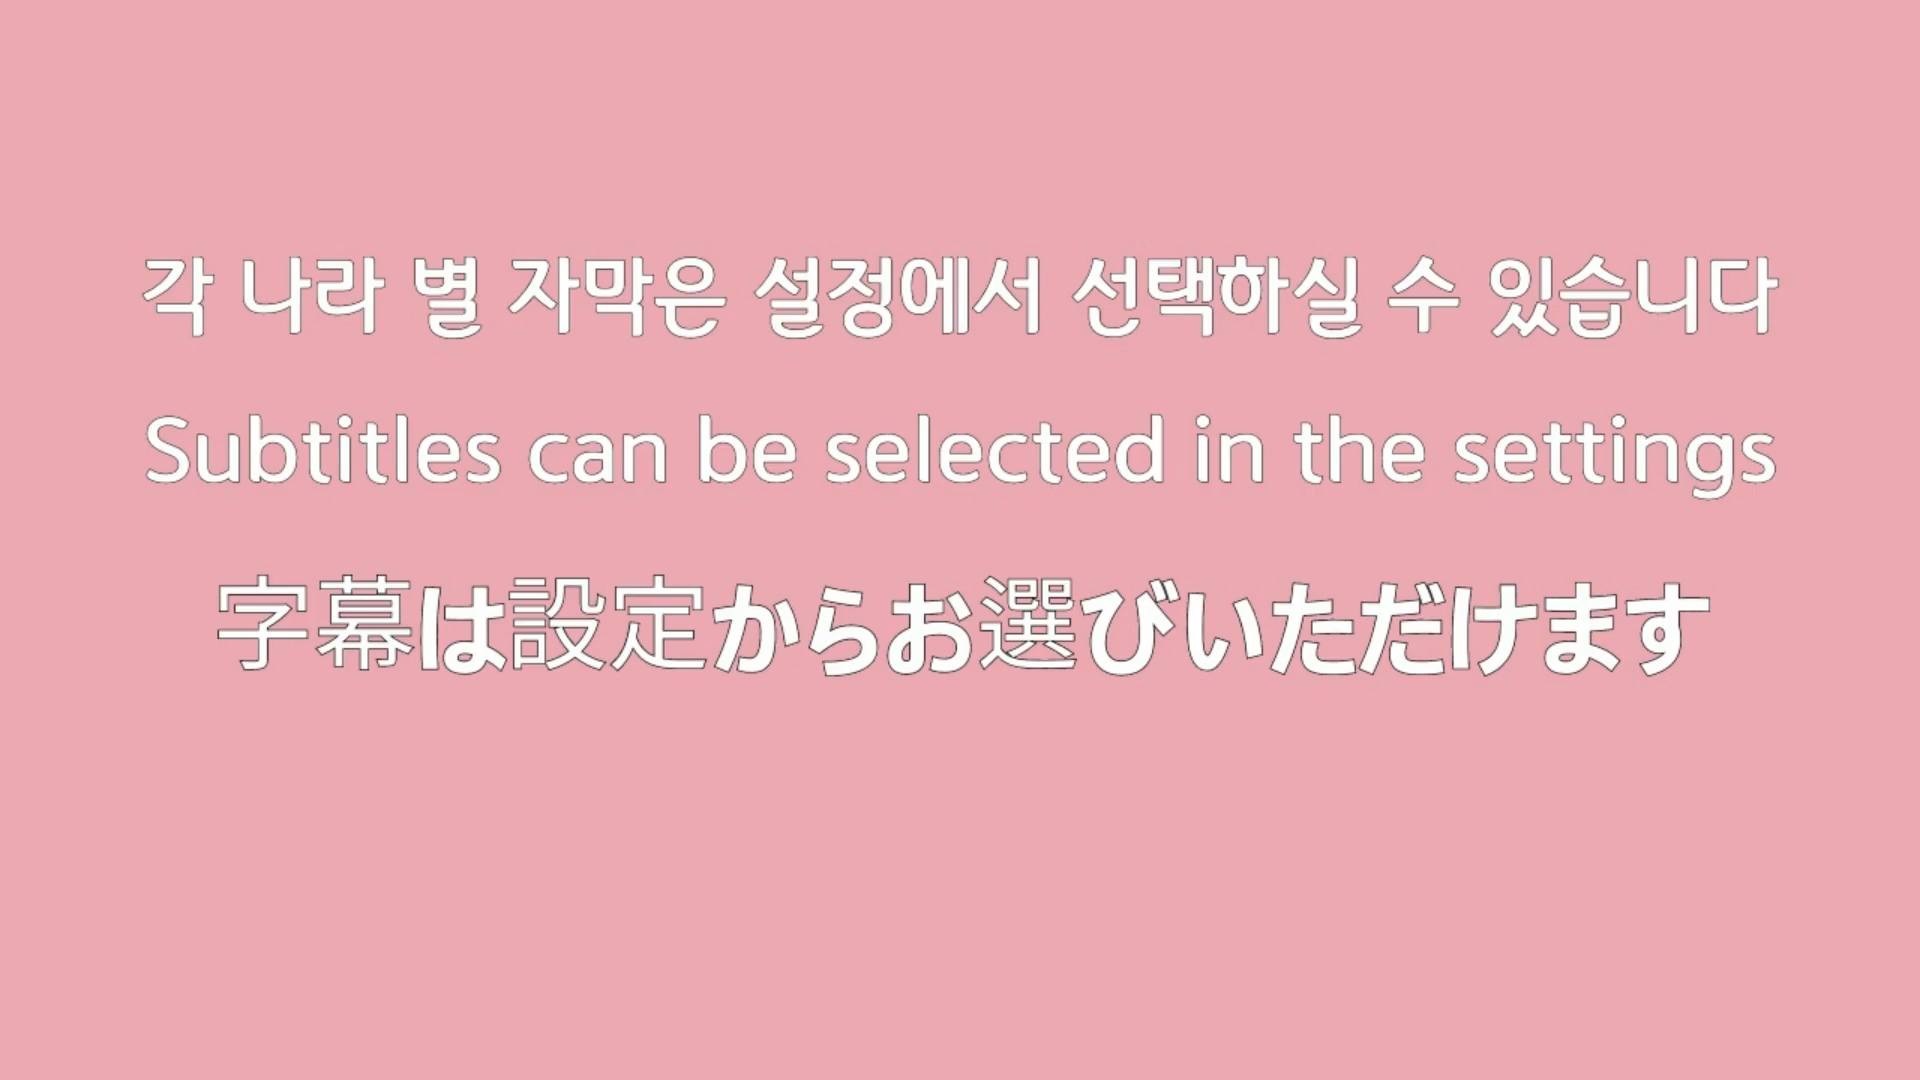 각 나라 별 자막은 설정에서 선택하실 수 있습니다
Subtitles can be selected in the settings
字幕は設定からお選びいただけます